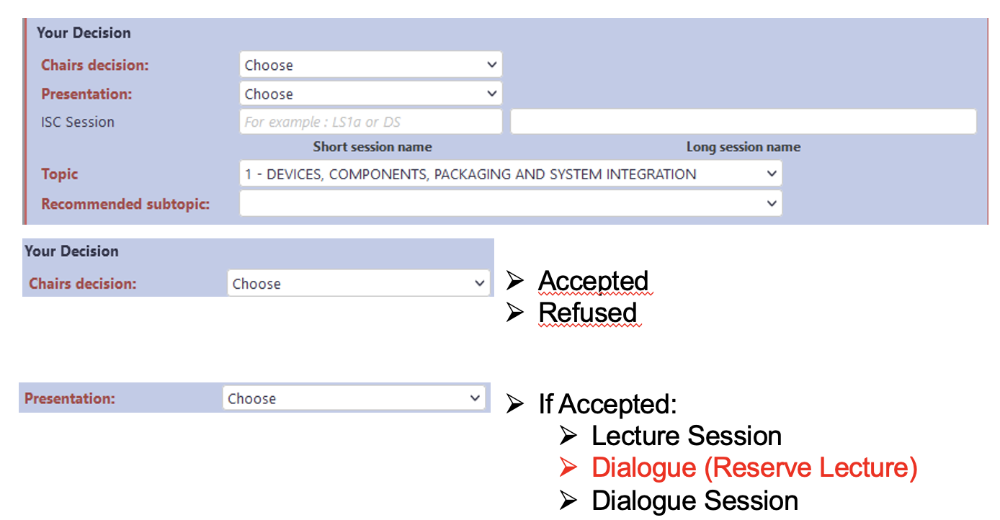 Your Decision
Chairs decision: Choose
Presentation: Choose
ISC Session For example : LS1a or DS
Short session name Long session name
Topic 1 - DEVICES, COMPONENTS, PACKAGING AND SYSTEM INTEGRATION
Recommended subtopic:
Your Decision
Chairs decision: Choose
Accepted
Refused
Presentation: Choose
If Accepted:
Lecture Session
Dialogue (Reserve Lecture)
Dialogue Session